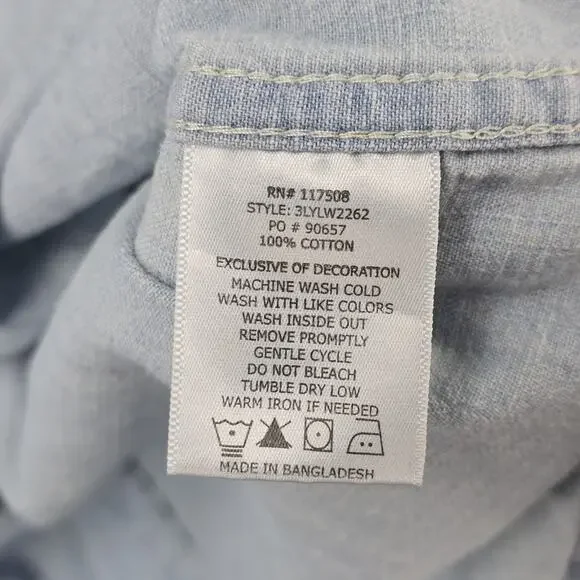 RN# 117508
STYLE: 3LYLW2262
PO # 90657
100% COTTON
EXCLUSIVE OF DECORATION
MACHINE WASH COLD
WASH WITH LIKE COLORS
WASH INSIDE OUT
REMOVE PROMPTLY
GENTLE CYCLE
DO NOT BLEACH
TUMBLE DRY LOW
WARM IRON IF NEEDED
MADE IN BANGLADESH